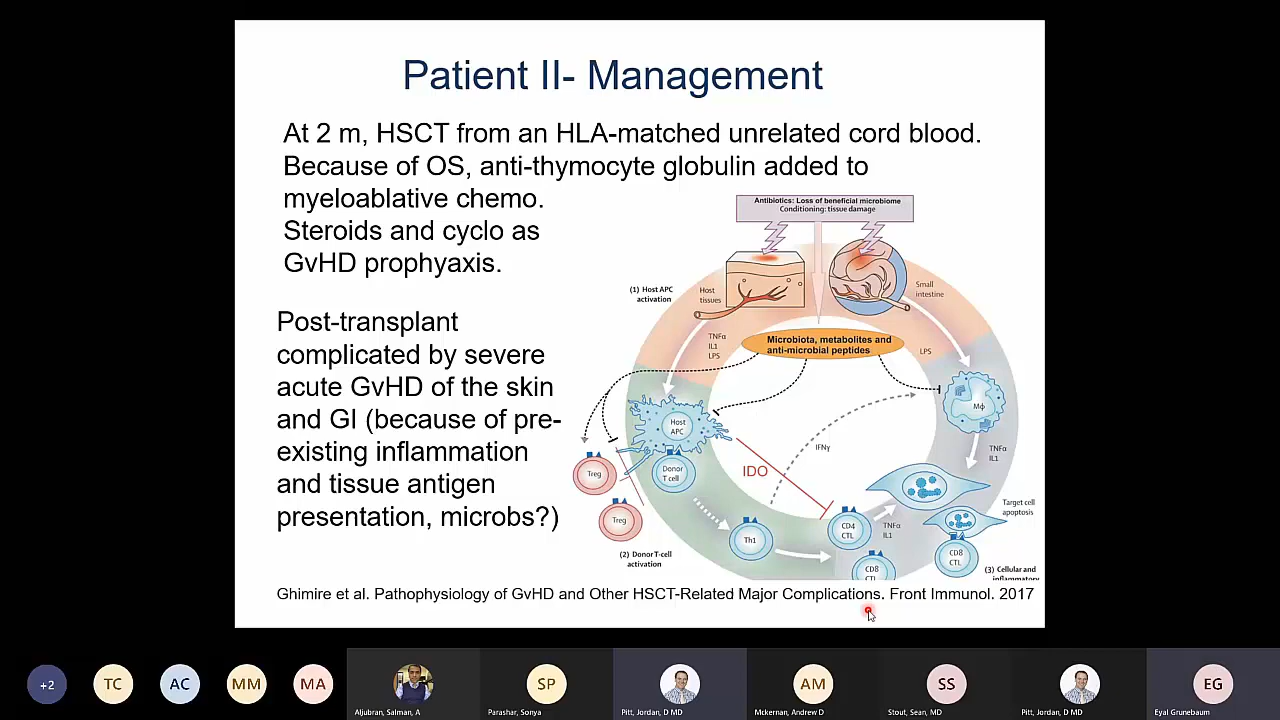 Patient II- Management
At 2 m, HSCT from an HLA-matched unrelated cord blood.
Because of OS, anti-thymocyte globulin added to
myeloablative chemo.
Steroids and cyclo as
GvHD prophyaxis.
Post-transplant
complicated by severe
acute GvHD of the skin
and GI (because of pre-
existing inflammation
and tissue antigen
presentation, microbs?)
Antibiotics: Loss of beneficial microbiome
Conditioning: tissue damage
(1) Host APC
activation
Host
tissues
Small
intestine
TNFα
IL1
LPS
Microbiota, metabolites and
anti-microbial peptides
LPS
Host
APC
Mϕ
Treg
Donor
T cell
IDO
IFNγ
TNFα
IL1
Treg
Th1
CD4
CTL
TNFα
IL1
Target cell
apoptosis
CD8
CTL
CD8
CTL
(2) Donor T-cell
activation
(3) Cellular and
inflammatory
Ghimire et al. Pathophysiology of GvHD and Other HSCT-Related Major Complications. Front Immunol. 2017
+2
TC
AC
MM
MA
SP
AM
SS
EG
Aljubran, Salman, A
Parashar, Sonya
Pitt, Jordan, D MD
Mckernan, Andrew D
Stout, Sean, MD
Pitt, Jordan, D MD
Eyal Grunebaum